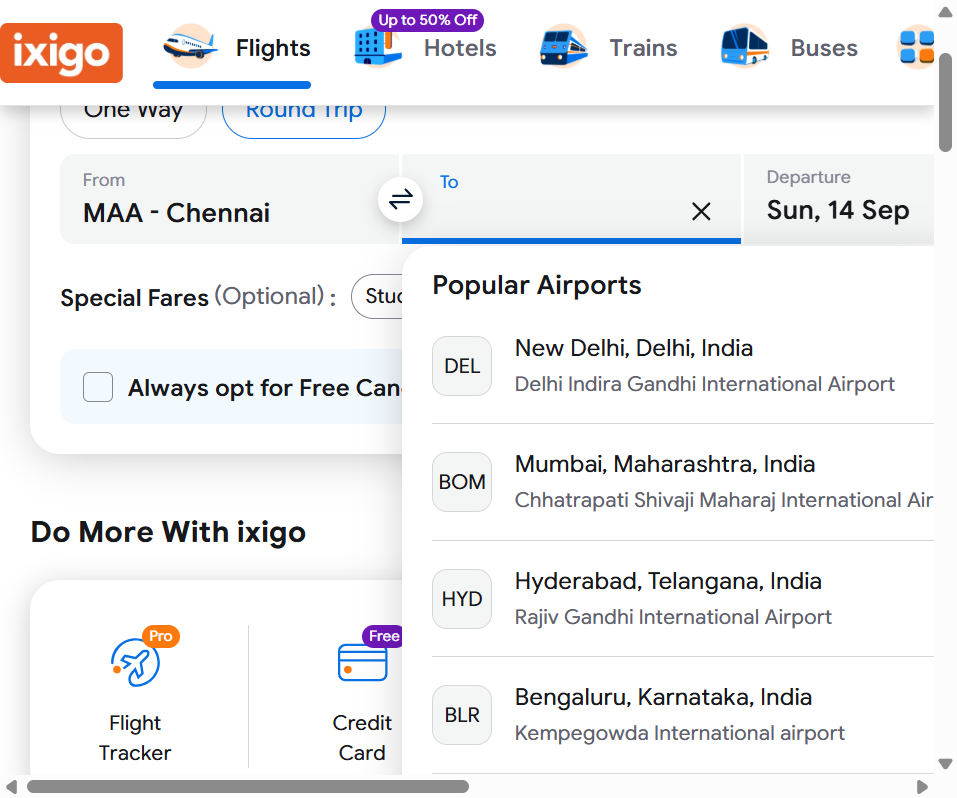 Up to 50% Off
ixigo
Flights
Hotels
Trains
Buses
One Way
Round Trip
From
MAA - Chennai
To
Departure
Sun, 14 Sep
Special Fares (Optional) :
Stuc
Popular Airports
DEL
New Delhi, Delhi, India
Delhi Indira Gandhi International Airport
Always opt for Free Can
BOM
Mumbai, Maharashtra, India
Chhatrapati Shivaji Maharaj International Air
Do More With ixigo
HYD
Hyderabad, Telangana, India
Rajiv Gandhi International Airport
Pro
Flight
Tracker
Free
Credit
Card
BLR
Bengaluru, Karnataka, India
Kempegowda International airport